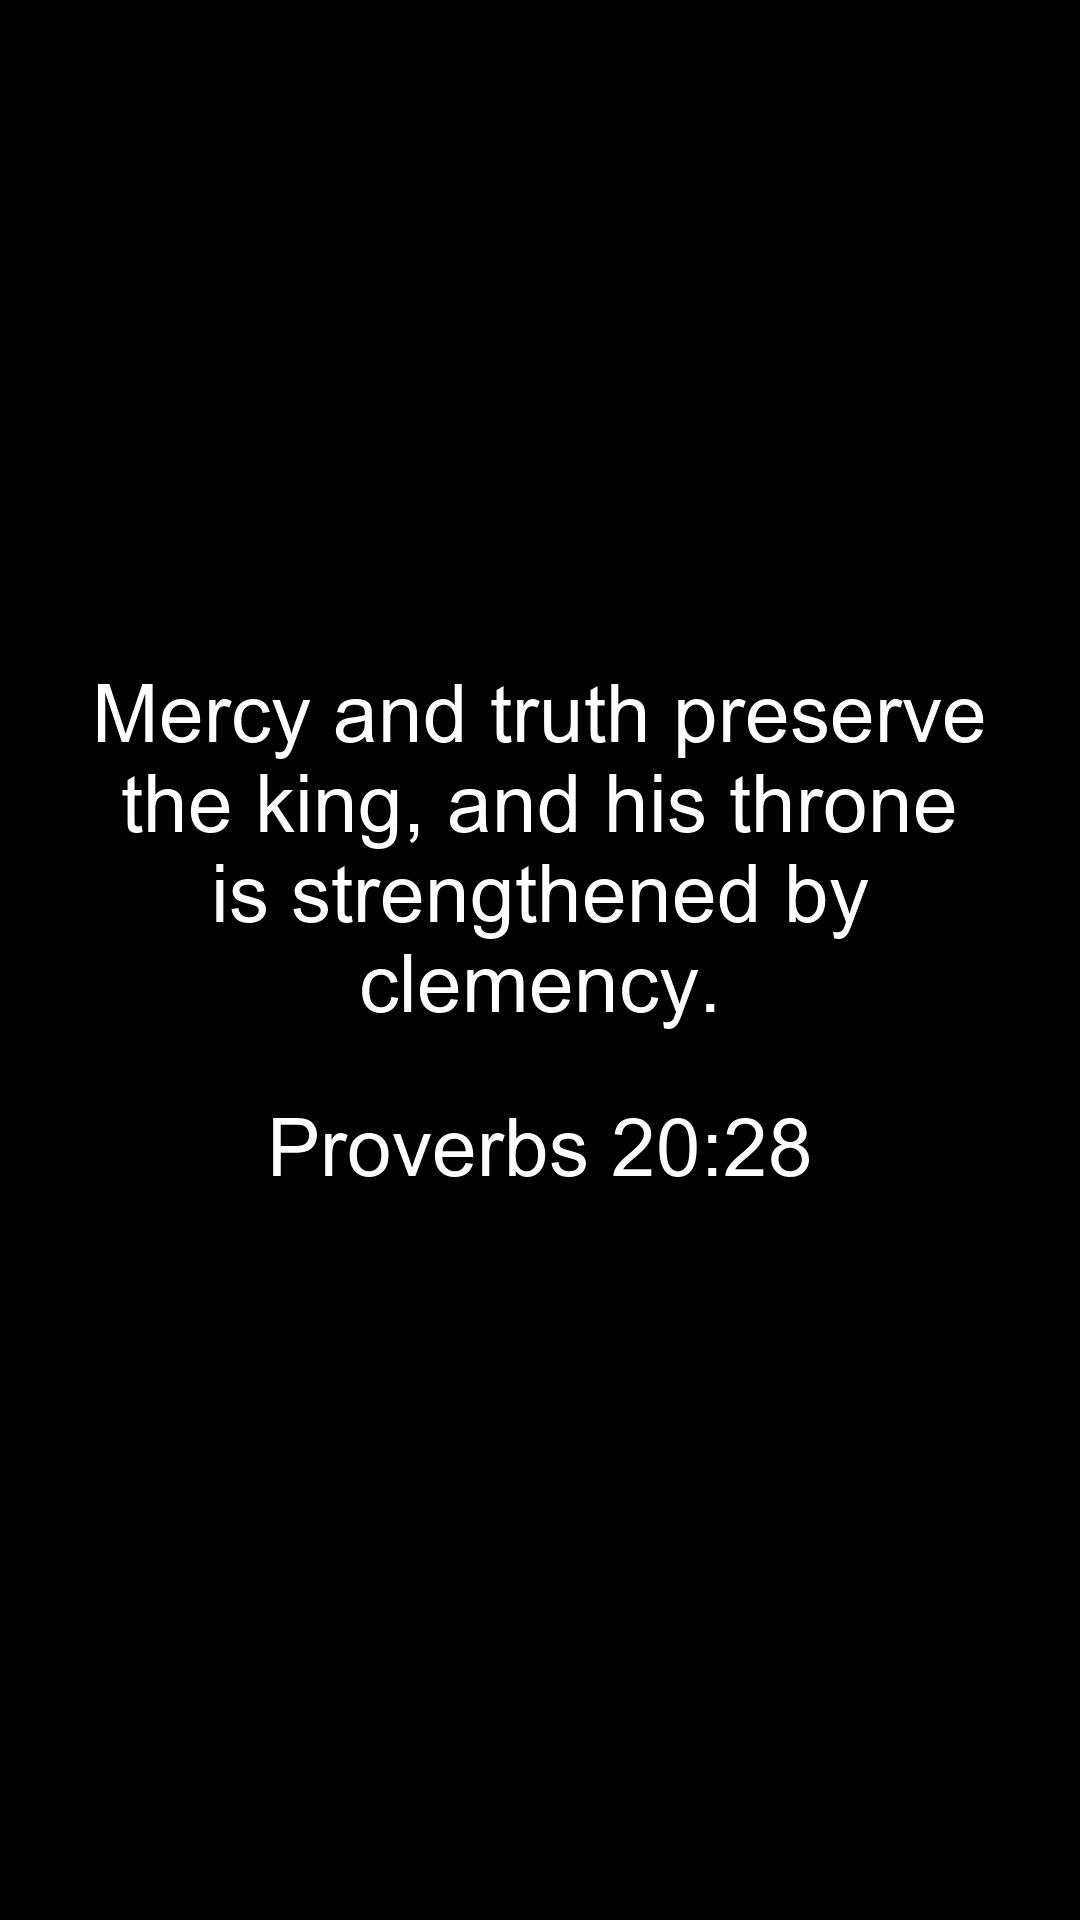 Mercy and truth preserve
the king, and his throne
is strengthened by
clemency.
Proverbs 20:28